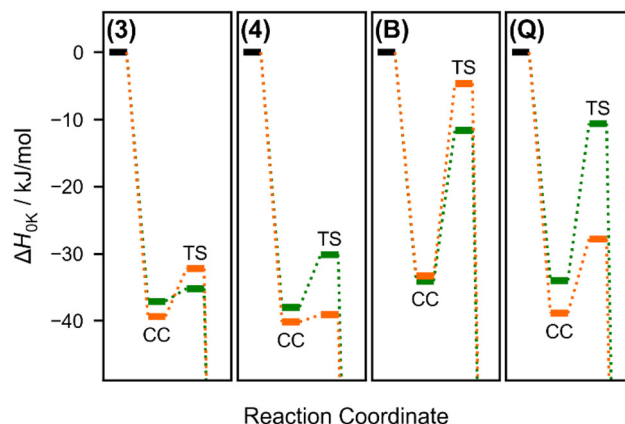 (3) (4) (B) (Q)
0
TS
−10
TS
−20
ΔH0K / kJ/mol
TS
TS
−30
CC
CC
CC
CC
−40
Reaction Coordinate